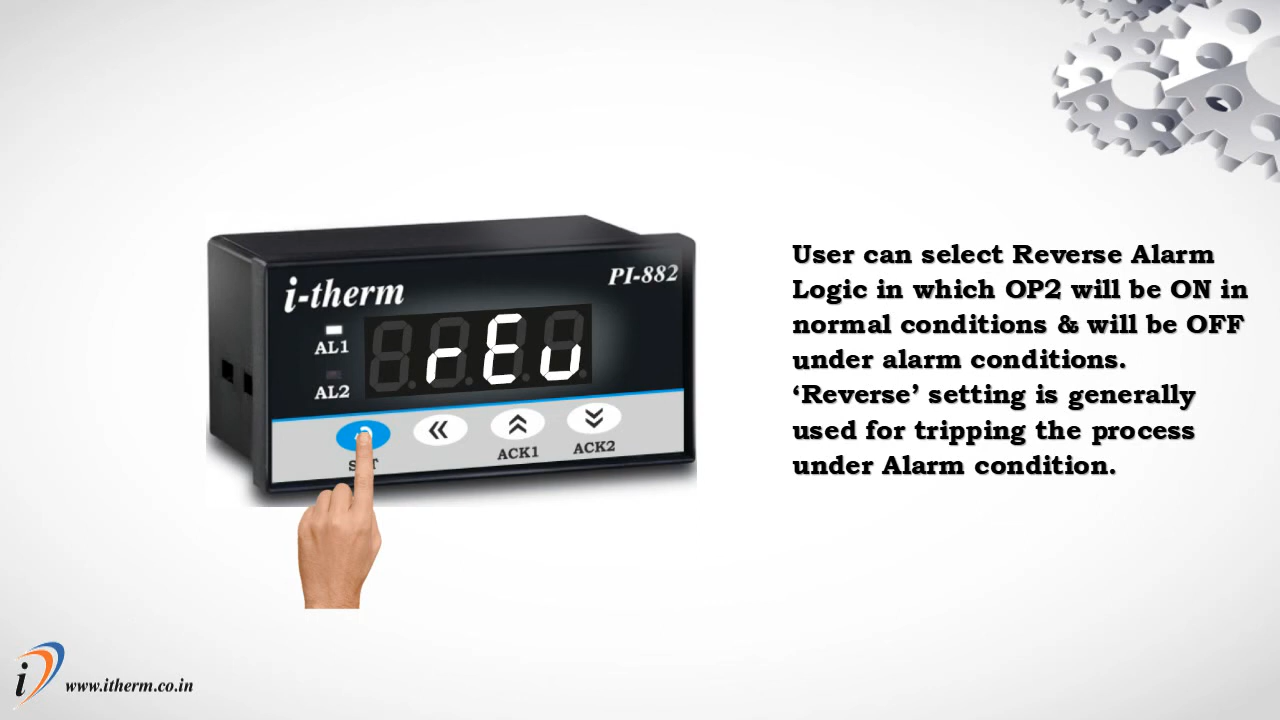 i-therm
PI-882
AL1
rEu
AL2
ACK1
ACK2
User can select Reverse Alarm
Logic in which OP2 will be ON in
normal conditions & will be OFF
under alarm conditions.
‘Reverse’ setting is generally
used for tripping the process
under Alarm condition.
i
www.itherm.co.in